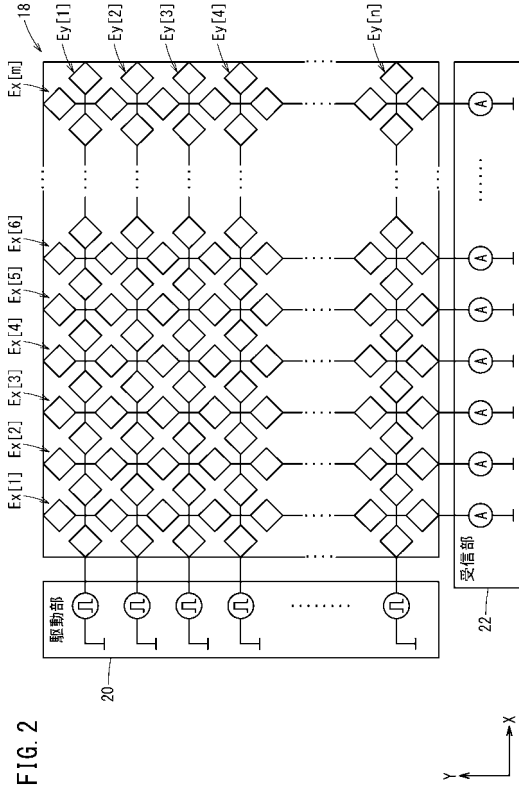 FIG. 2
18
Ex[1]
Ex[2]
Ex[3]
Ex[4]
Ex[5]
Ex[6]
Ex[m]
Ey[1]
Ey[2]
Ey[3]
Ey[4]
Ey[n]
駆動部
20
受信部
A
A
A
A
A
A
A
22
Y
X